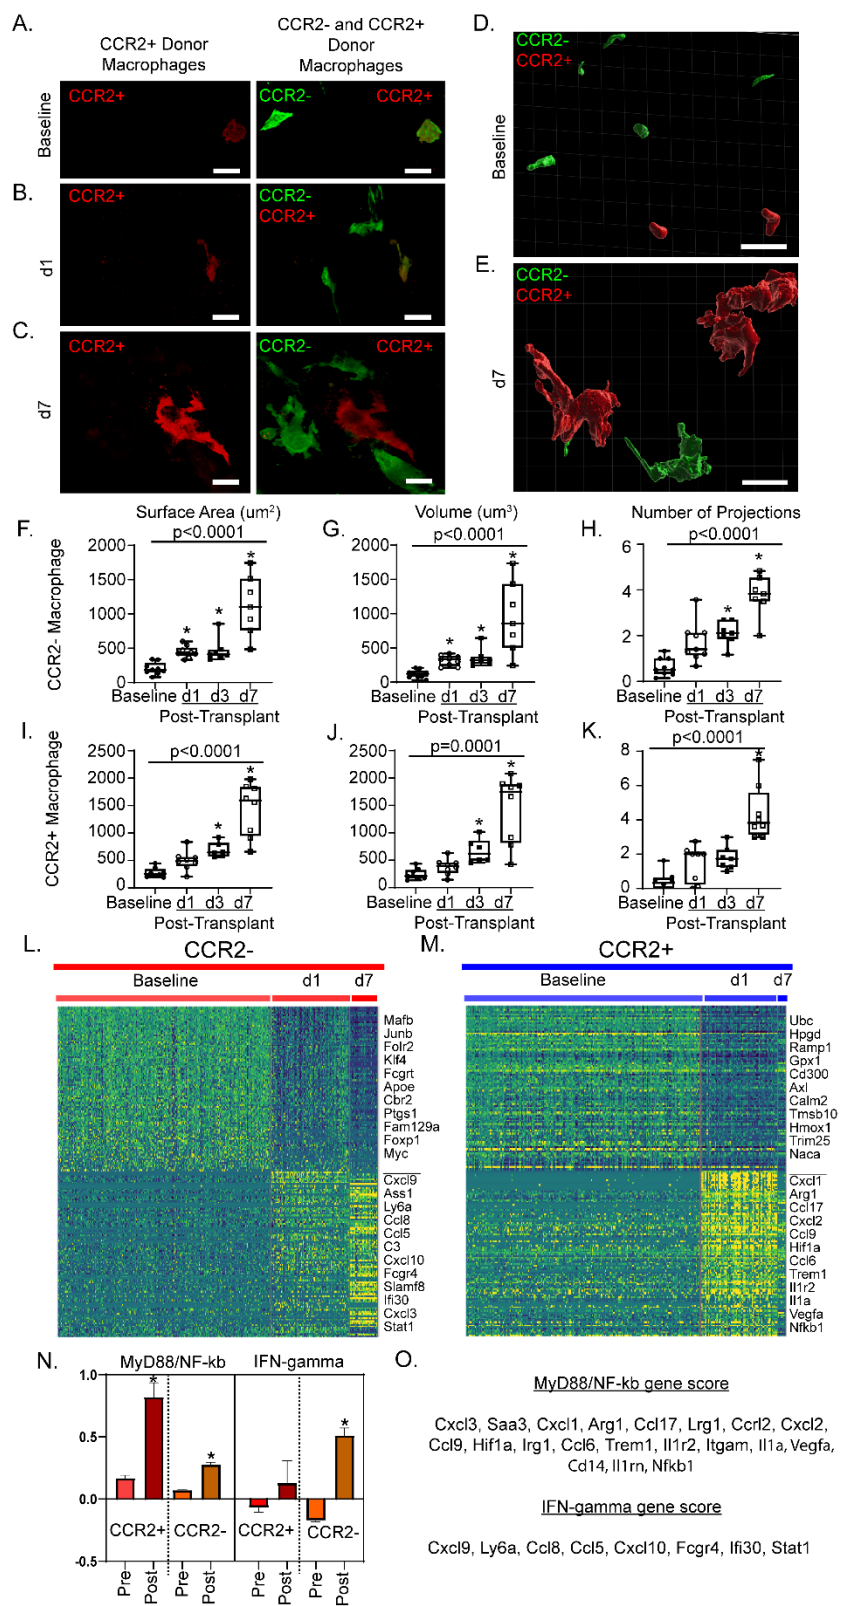 A.
CCR2+ Donor
Macrophages
CCR2- and CCR2+
Donor
Macrophages
Baseline
CCR2+
CCR2-
CCR2+
B.
d1
CCR2+
CCR2-
CCR2+
C.
d7
CCR2+
CCR2-
CCR2+
D.
Baseline
CCR2-
CCR2+
E.
d7
CCR2-
CCR2+
CCR2- Macrophage
F.
Surface Area (um²)
p<0.0001
2000
1500
1000
500
0
*
*
*
Baseline d1 d3 d7
Post-Transplant
G.
Volume (um³)
p<0.0001
2000
1500
1000
500
0
*
*
*
Baseline d1 d3 d7
Post-Transplant
H.
Number of Projections
p<0.0001
6
4
2
0
*
*
Baseline d1 d3 d7
Post-Transplant
CCR2+ Macrophage
I.
p<0.0001
2500
2000
1500
1000
500
0
*
*
Baseline d1 d3 d7
Post-Transplant
J.
p=0.0001
2500
2000
1500
1000
500
0
*
*
Baseline d1 d3 d7
Post-Transplant
K.
p<0.0001
8
6
4
2
0
*
Baseline d1 d3 d7
Post-Transplant
L.
CCR2-
Baseline d1 d7
Mafb
Junb
Folr2
Klf4
Fcgrt
Apoe
Cbr2
Ptgs1
Fam129a
Foxp1
Myc
Cxcl9
Ass1
Ly6a
Ccl8
Ccl5
C3
Cxcl10
Fcgr4
Slamf8
Ifi30
Cxcl3
Stat1
M.
CCR2+
Baseline d1 d7
Ubc
Hpgd
Ramp1
Gpx1
Cd300
Axl
Calm2
Tmsb10
Hmox1
Trim25
Naca
Cxcl1
Arg1
Ccl17
Cxcl2
Ccl9
Hif1a
Ccl6
Trem1
Il1r2
Il1a
Vegfa
Nfkb1
N.
MyD88/NF-kb
IFN-gamma
1.0
0.5
0.0
-0.5
*
*
*
CCR2+
CCR2-
CCR2+
CCR2-
Pre
Post
Pre
Post
Pre
Post
Pre
Post
O.
MyD88/NF-kb gene score
Cxcl3, Saa3, Cxcl1, Arg1, Ccl17, Lrg1, Ccrl2, Cxcl2,
Ccl9, Hif1a, Irg1, Ccl6, Trem1, Il1r2, Itgam, Il1a, Vegfa,
Cd14, Il1rn, Nfkb1
IFN-gamma gene score
Cxcl9, Ly6a, Ccl8, Ccl5, Cxcl10, Fcgr4, Ifi30, Stat1